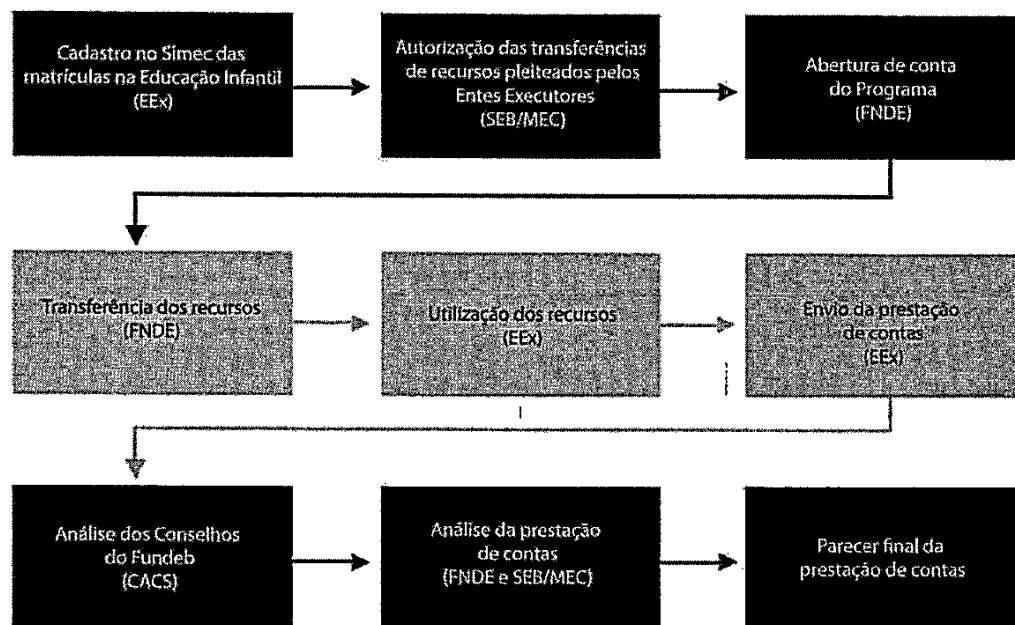 Cadastro no Simec das
matrículas na Educação Infantil
(EEx)
Autorização das transferências
de recursos pleiteados pelos
Entes Executores
(SEB/MEC)
Abertura de conta
do Programa
(FNDE)
Transferência dos recursos
(FNDE)
Utilização dos recursos
(EEx)
Envio da prestação
de contas
(EEx)
Análise dos Conselhos
do Fundeb
(CACS)
Análise da prestação
de contas
(FNDE e SEB/MEC)
Parecer final da
prestação de contas